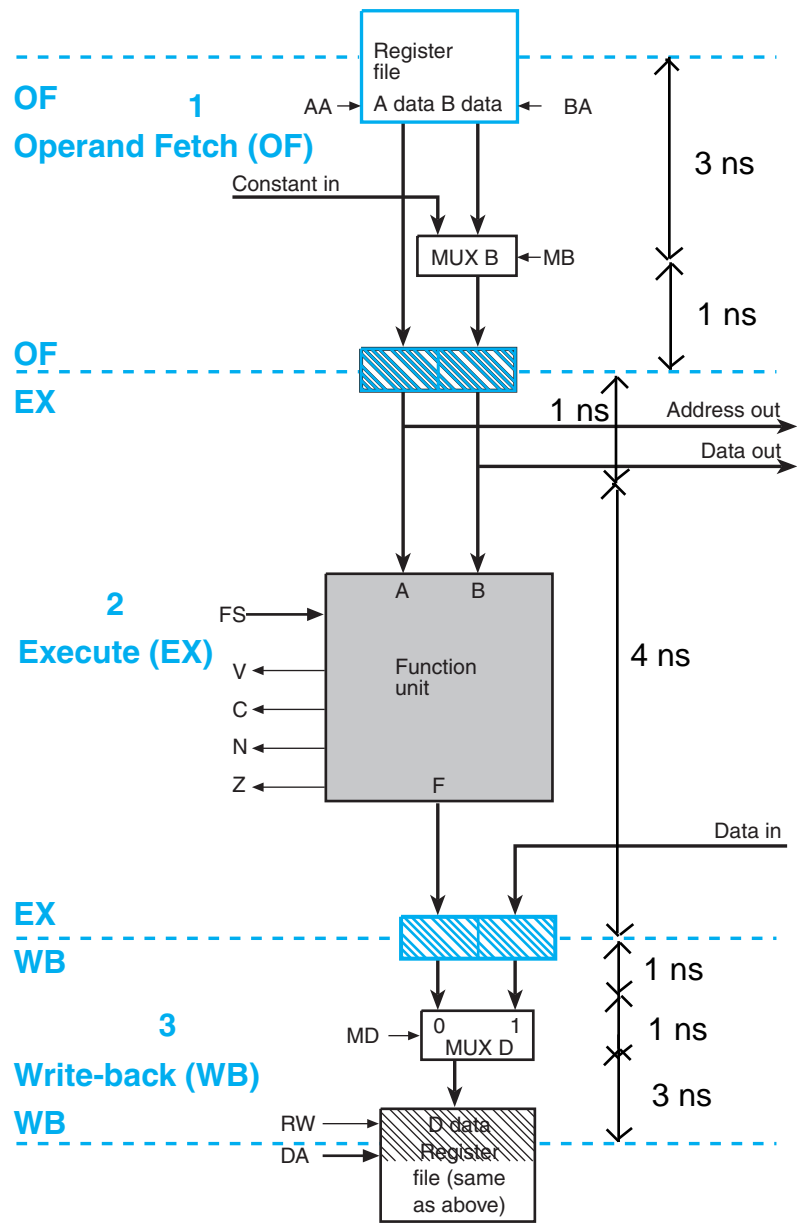 Register
file
OF
1
AA
A data B data
BA
Operand Fetch (OF)
3 ns
Constant in
MUX B
MB
1 ns
OF
EX
1 ns
Address out
Data out
2
A
B
FS
Execute (EX)
Function
unit
4 ns
V
C
N
Z
F
Data in
EX
WB
1 ns
3
0
1
MD
MUX D
1 ns
Write-back (WB)
3 ns
WB
RW
D data
DA
Register
file (same
as above)